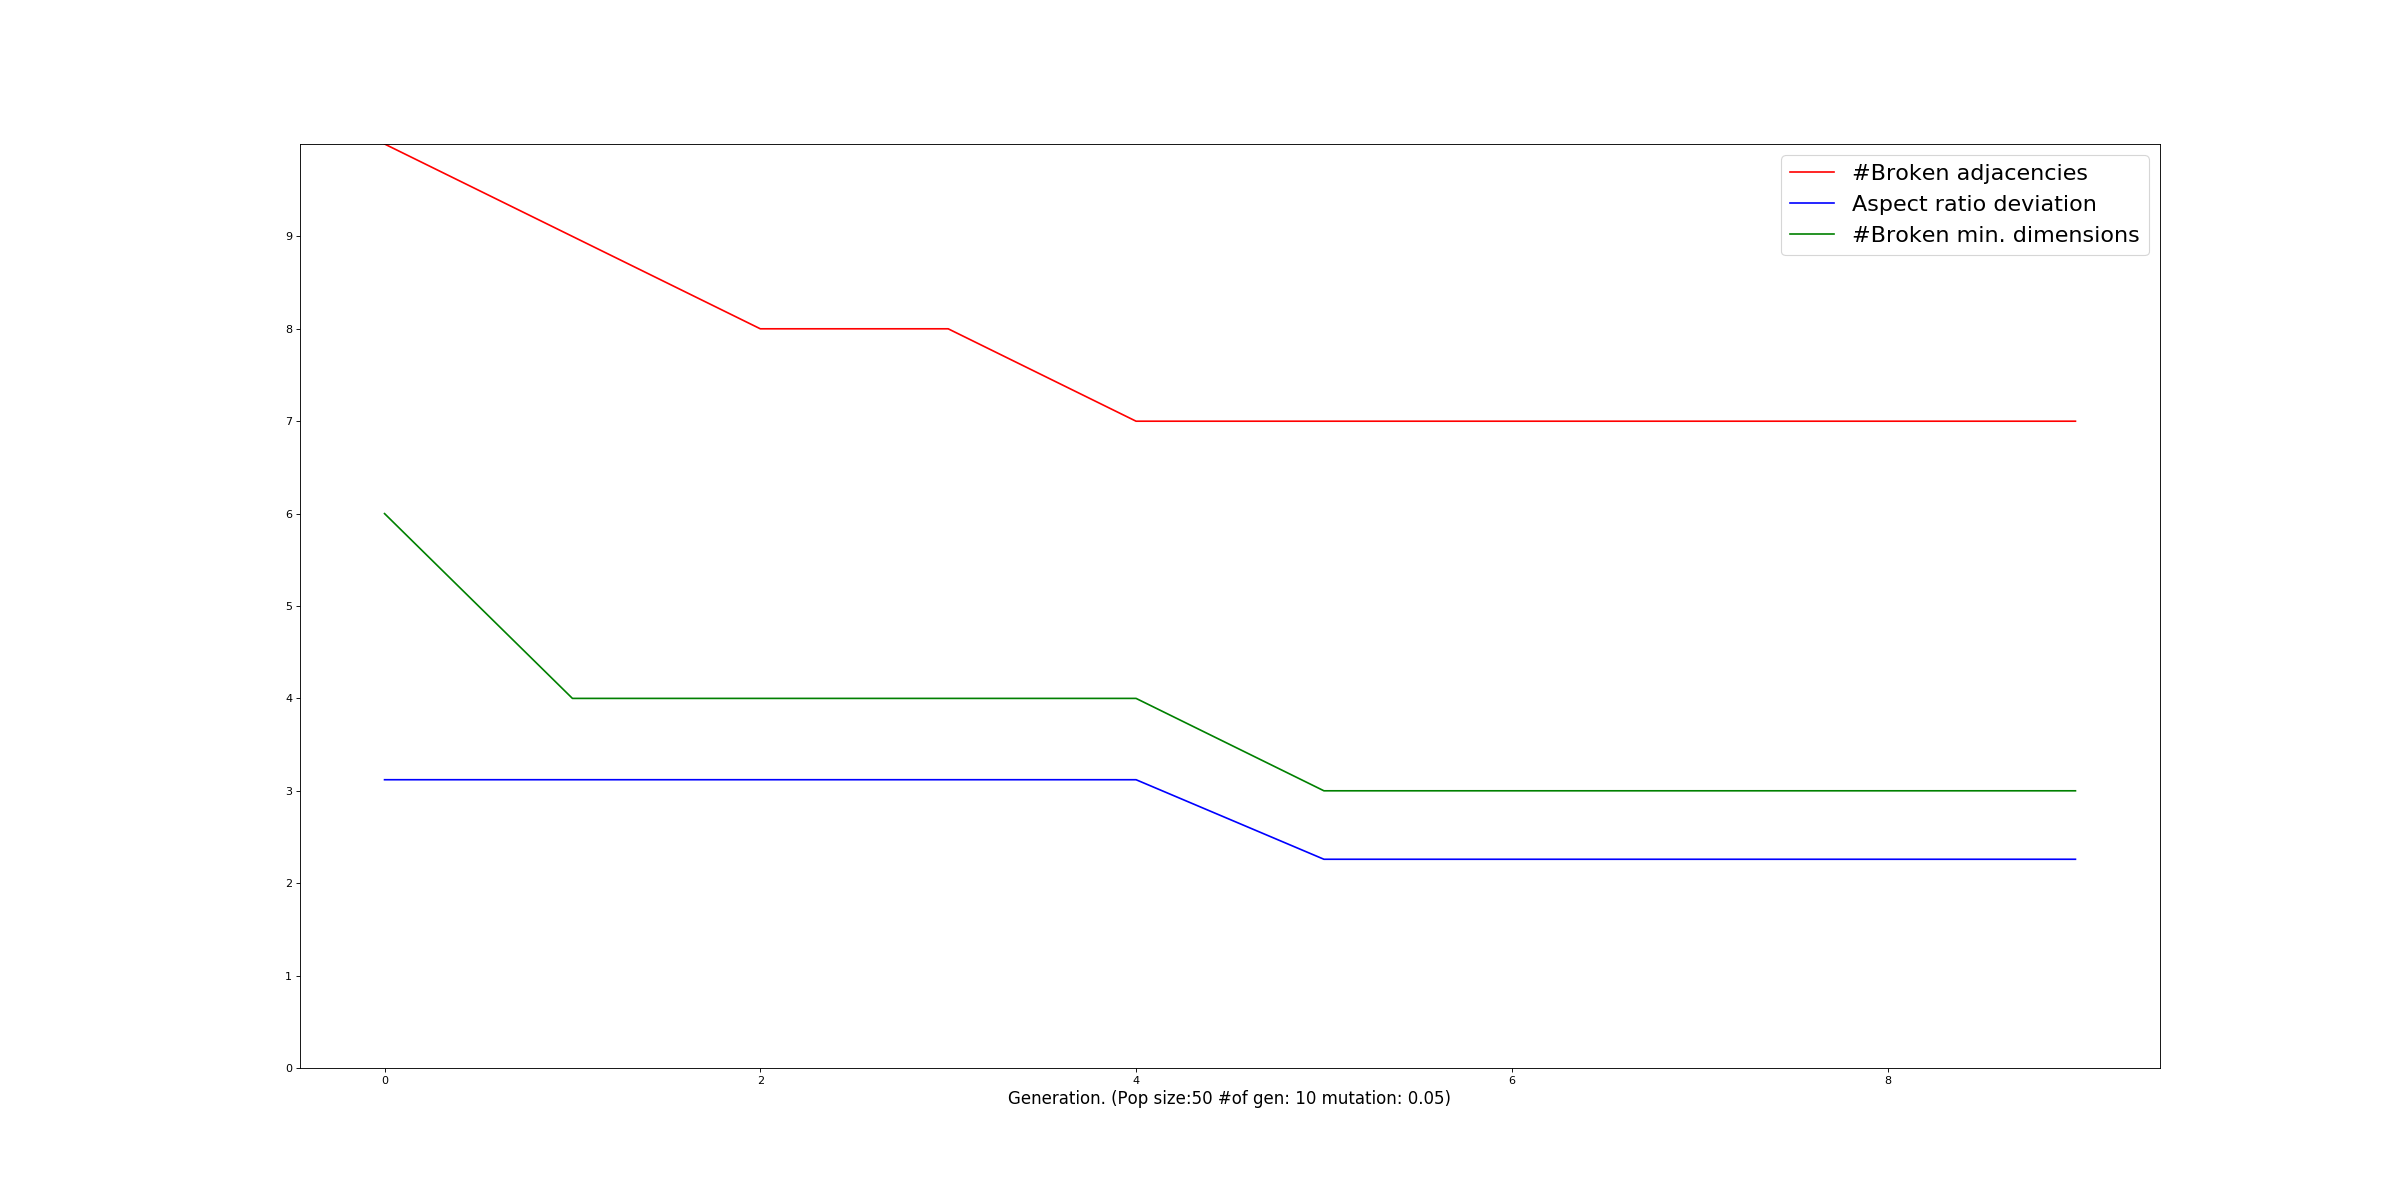 #Broken adjacencies
Aspect ratio deviation
#Broken min. dimensions
9
8
7
6
5
4
3
2
1
0
0 2 4 6 8
Generation. (Pop size:50 #of gen: 10 mutation: 0.05)